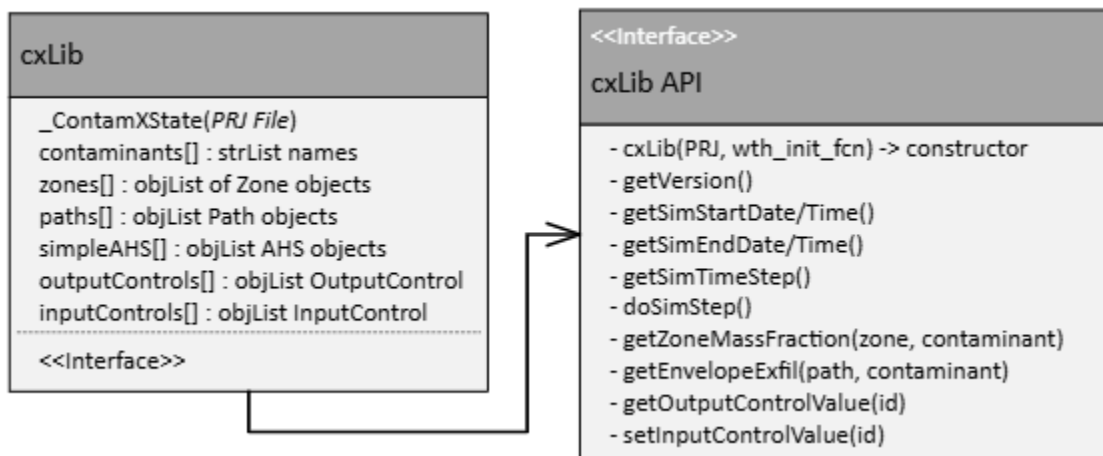 cxLib
_ContamXState(PRJ File)
contaminants[] : strList names
zones[] : objList of Zone objects
paths[] : objList Path objects
simpleAHS[] : objList AHS objects
outputControls[] : objList OutputControl
inputControls[] : objList InputControl
<<Interface>>
<<Interface>>
cxLib API
- cxLib(PRJ, wth_init_fcn) -> constructor
- getVersion()
- getSimStartDate/Time()
- getSimEndDate/Time()
- getSimTimeStep()
- doSimStep()
- getZoneMassFraction(zone, contaminant)
- getEnvelopeExfil(path, contaminant)
- getOutputControlValue(id)
- setInputControlValue(id)